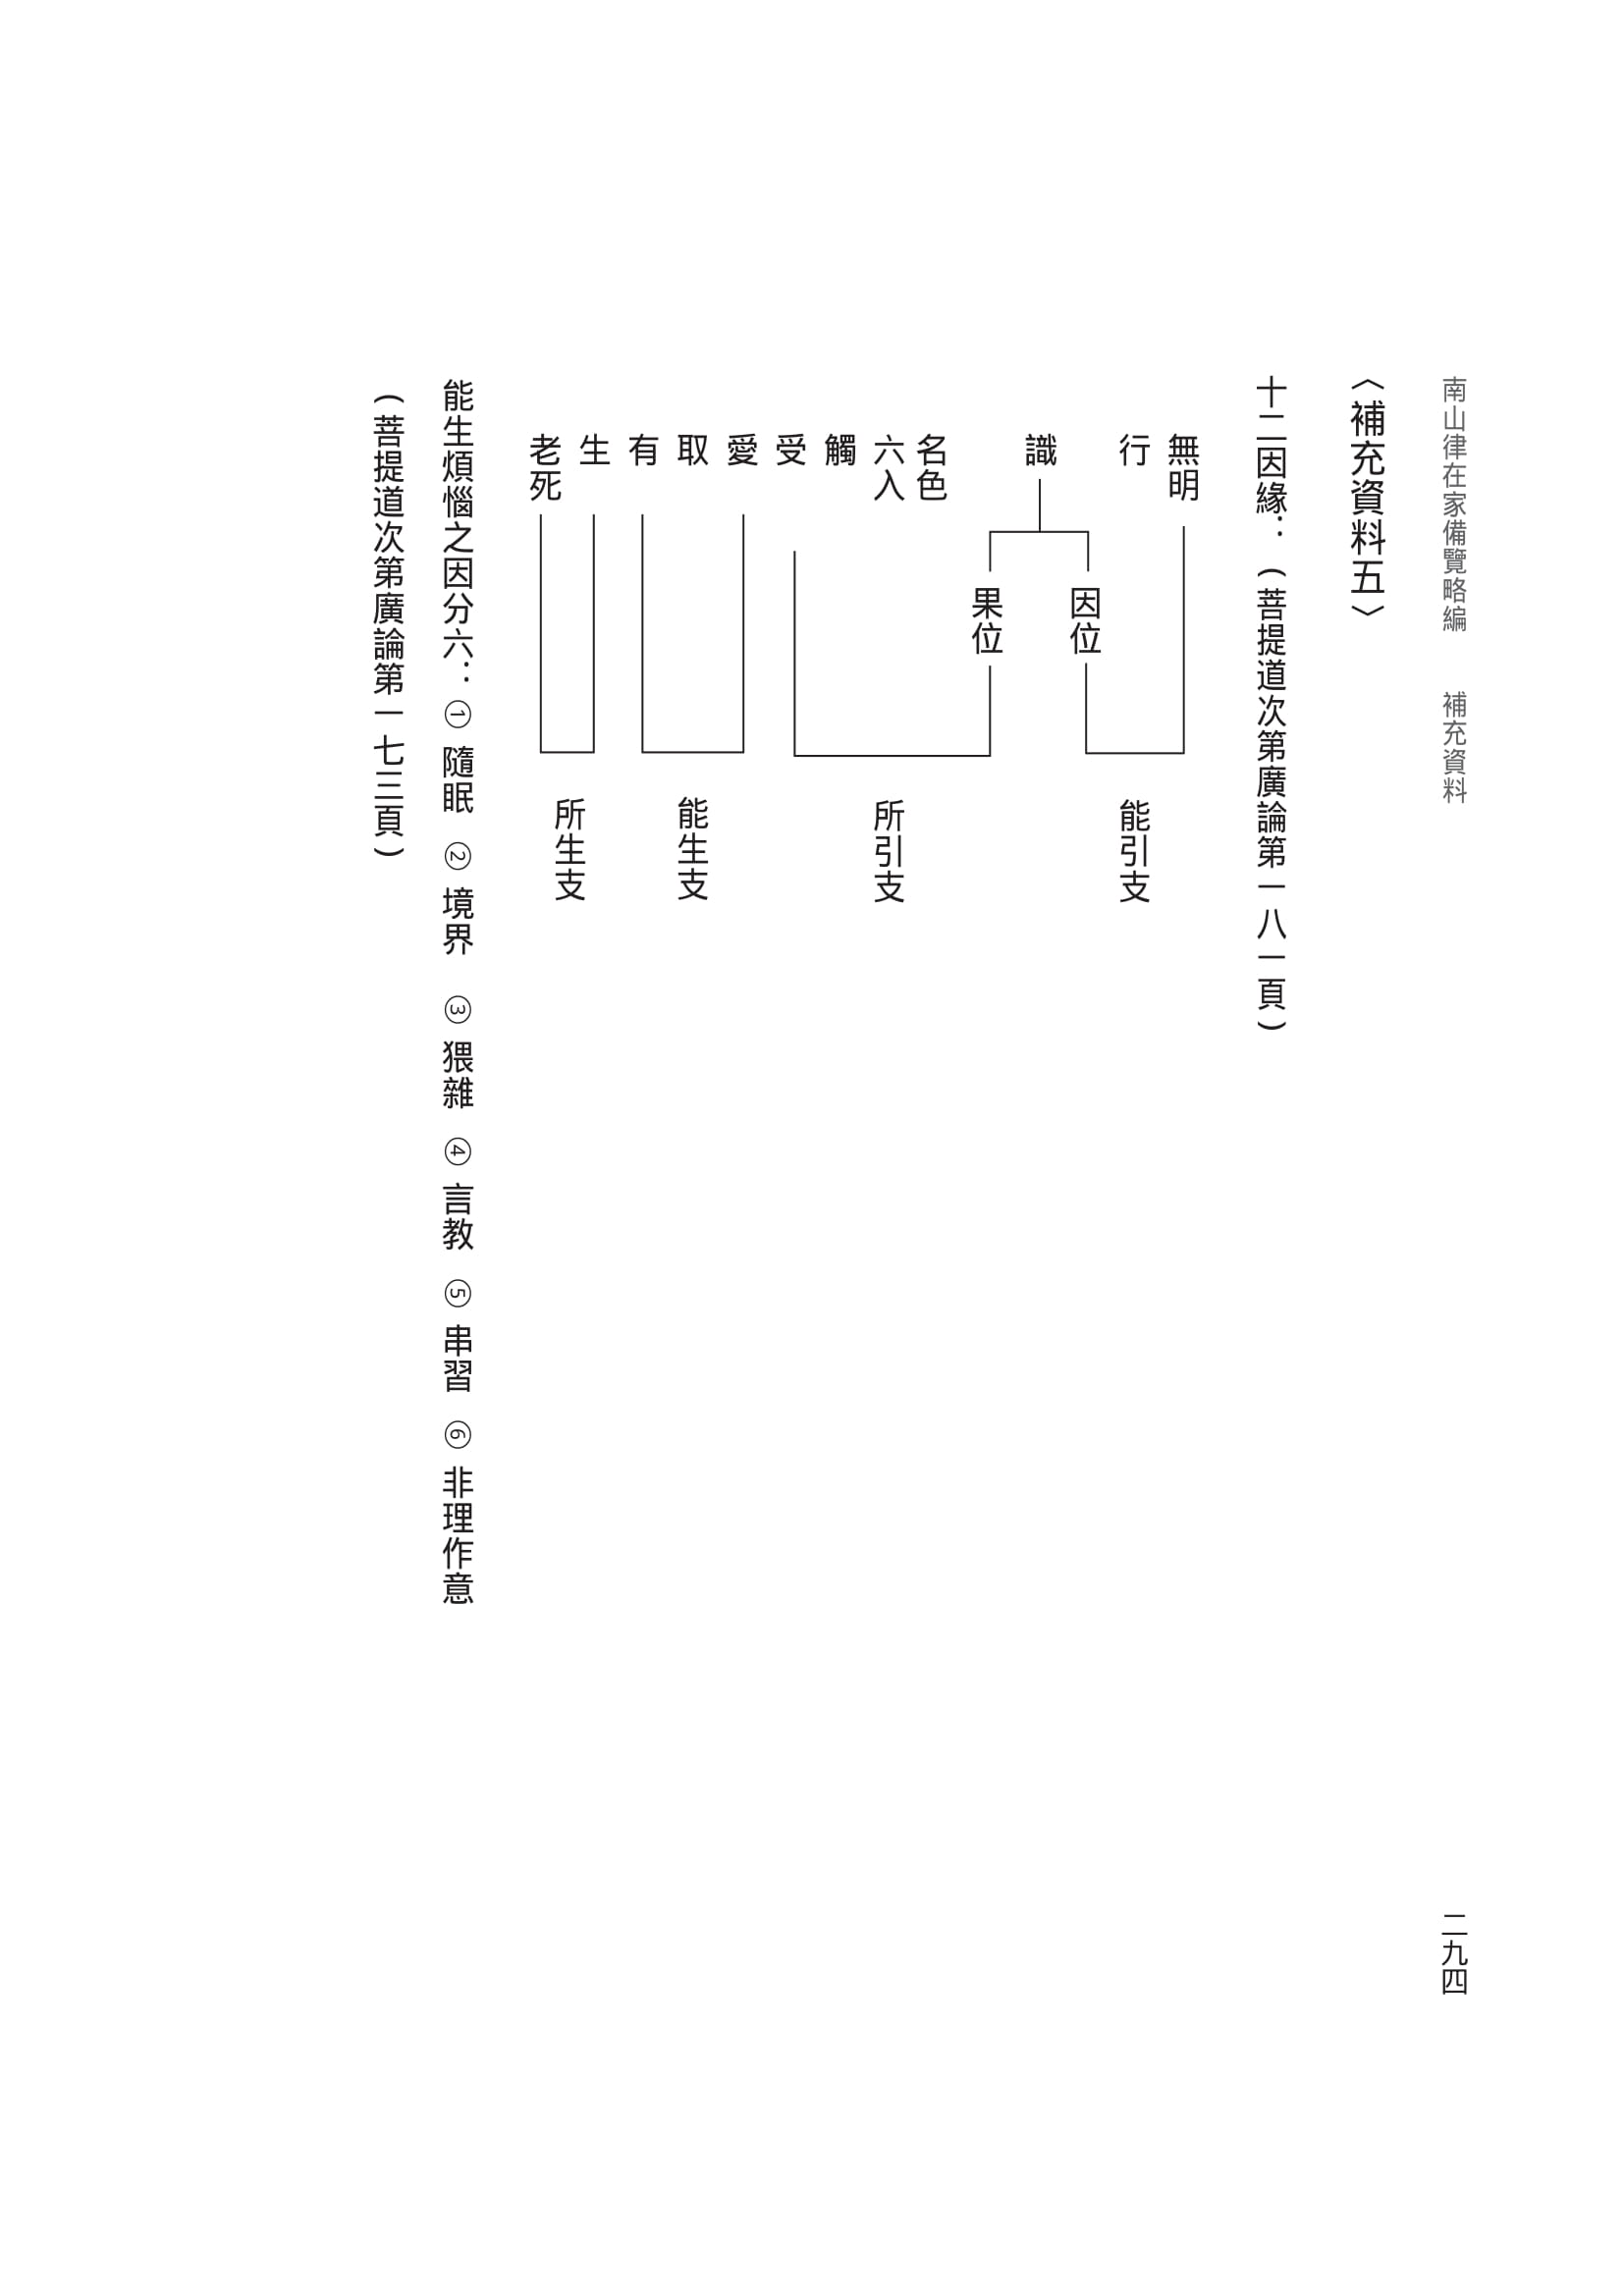 南山律在家備覽略編　補充資料
二九四
〈補充資料五〉
十二因緣：（菩提道次第廣論第一八一頁）
無明
行
識
因位
果位
名色
六入
觸
受
愛
取
有
生
老死
能引支
所引支
能生支
所生支
能生煩惱之因分六：① 隨眠 ② 境界 ③ 猥雜 ④ 言教 ⑤ 串習 ⑥ 非理作意
（菩提道次第廣論第一七三頁）